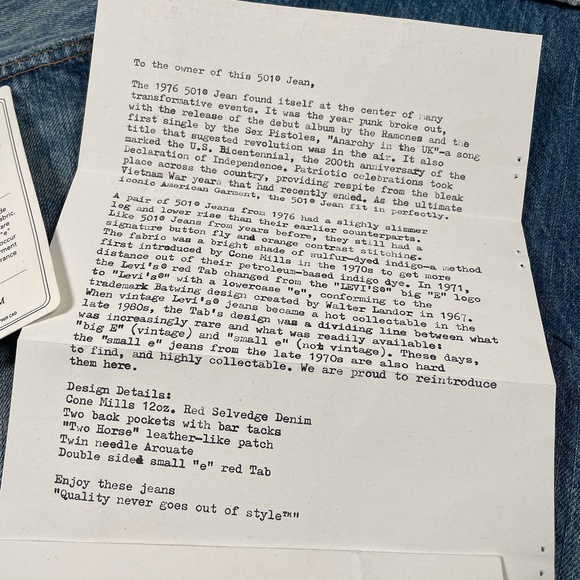 To the owner of this 501® Jean,
The 1976 501® Jean found itself at the center of many
transformative events. It was the year punk broke out,
with the release of the debut album by the Ramones and the
first single by the Sex Pistoles, "Anarchy in the UK"-a song
title that sugested revolution was in the air. It also
marked the U.S. Bicentennial, the 200th anniversary of the
Declaration of Independence. Patriotic celebrations took
place across the country, providing respite from the bleak
Vietnam War years that had recently ended. As the ultimate
iconic American Garment, the 501® Jean fit in perfectly.
A pair of 501® Jeans from 1976 had a slighly slimmer
leg and lower rise than their earlier counterparts.
Like 501® Jeans from years before, they still had a
signature button fly and orange contrast stitching.
The fabric was a bright shade of sulfur-dyed indigo—a method
first introduced by Cone Mills in the 1970s to get more
distance out of their petroleum-based indigo dye. In 1971,
the Levi's® red Tab changed from the "LEVI'S®" big "E" logo
to "Levi's®" with a lowercase "e", conforming to the
trademark Batwing design created by Walter Landor in 1967.
When vintage Levi's® jeans became a hot collectable in the
late 1980s, the Tab's design was a dividing line between what
was increasingly rare and what was readily available:
"big E" (vintage) and "small e" (not vintage). These days,
the "small e" jeans from the late 1970s are also hard
to find, and highly collectable. We are proud to reintroduce
them here.
Design Details:
Cone Mills 12oz. Red Selvedge Denim
Two back pockets with bar tacks
"Two Horse" leather-like patch
Twin needle Arcuate
Double sided small "e" red Tab
Enjoy these jeans
"Quality never goes out of style™"